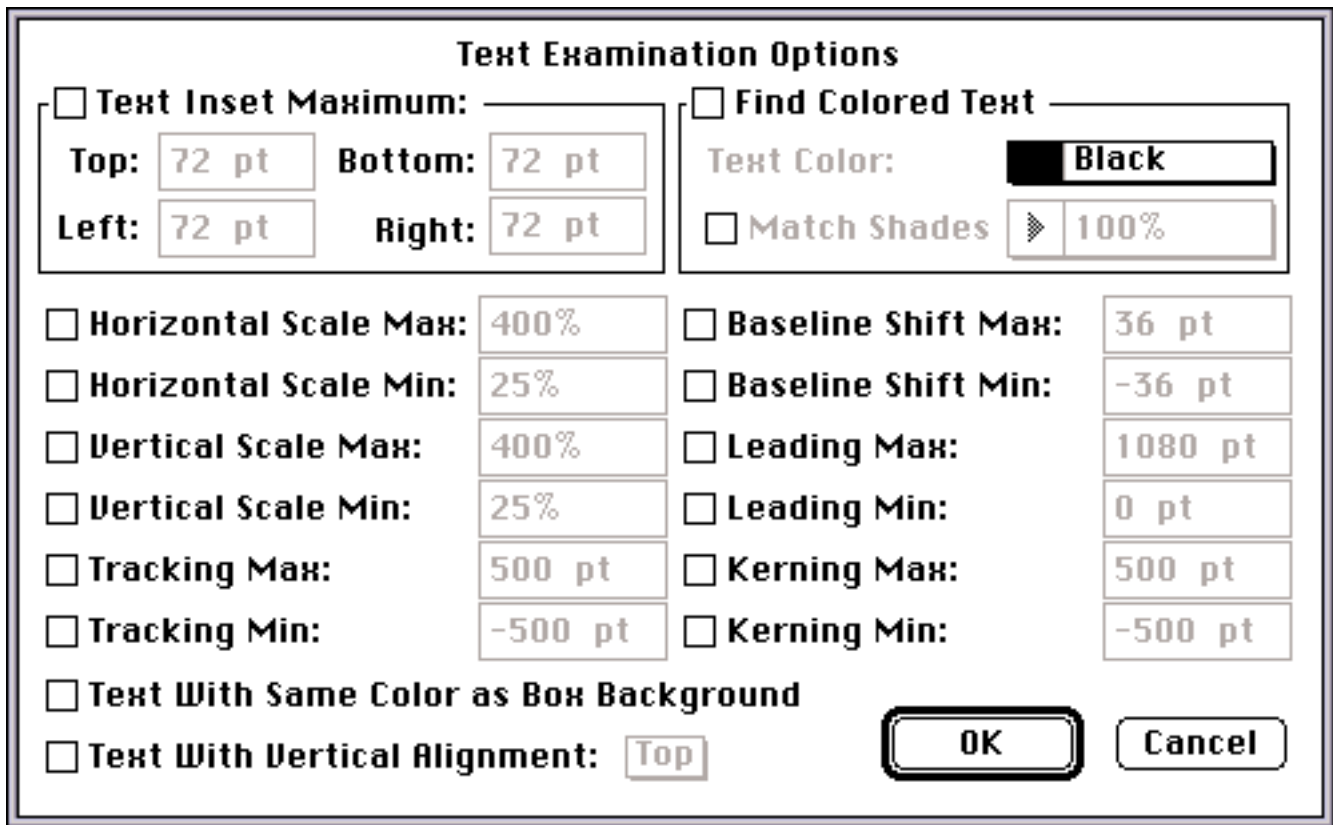 Text Examination Options
Text Inset Maximum:
Top: 72 pt Bottom: 72 pt
Left: 72 pt Right: 72 pt
Find Colored Text
Text Color: Black
Match Shades 100%
Horizontal Scale Max: 400%
Horizontal Scale Min: 25%
Vertical Scale Max: 400%
Vertical Scale Min: 25%
Tracking Max: 500 pt
Tracking Min: -500 pt
Baseline Shift Max: 36 pt
Baseline Shift Min: -36 pt
Leading Max: 1080 pt
Leading Min: 0 pt
Kerning Max: 500 pt
Kerning Min: -500 pt
Text With Same Color as Box Background
Text With Vertical Alignment: Top
OK
Cancel